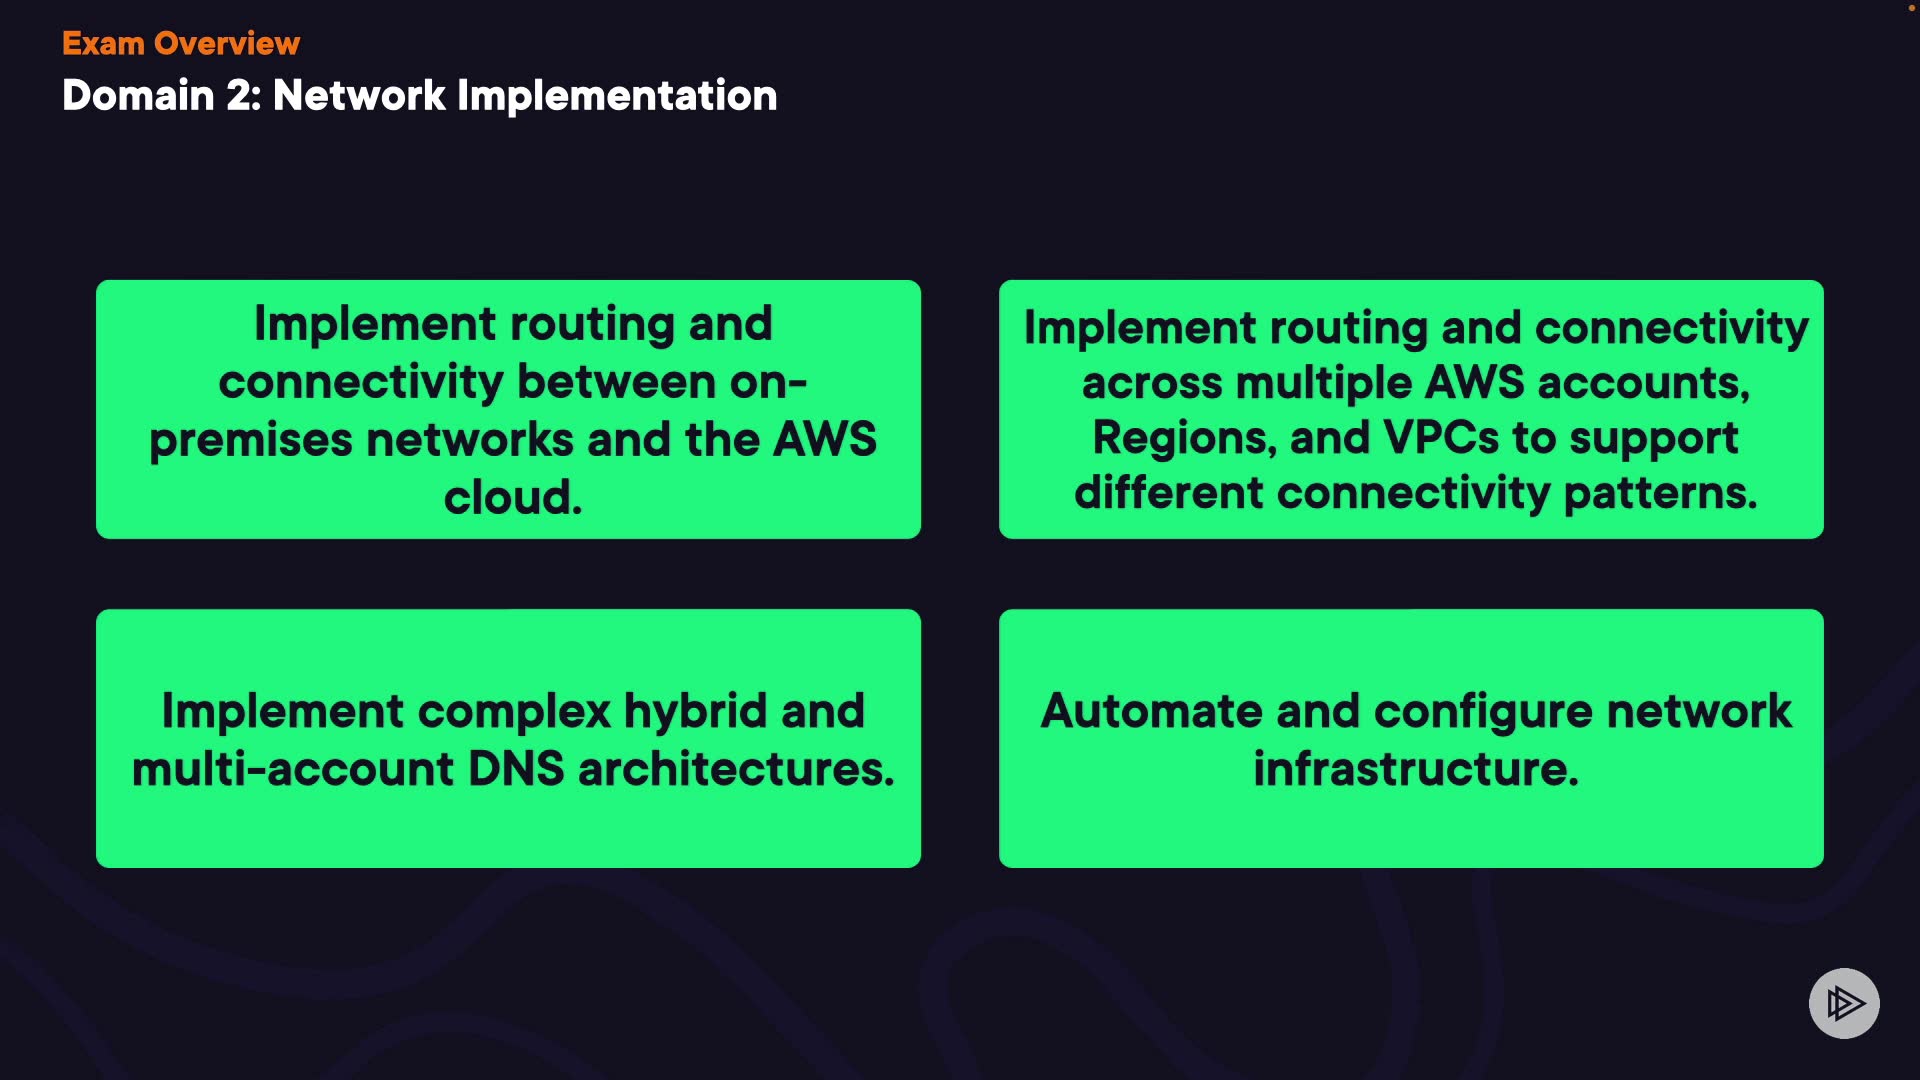 Exam Overview
Domain 2: Network Implementation
Implement routing and
connectivity between on-
premises networks and the AWS
cloud.
Implement routing and connectivity
across multiple AWS accounts,
Regions, and VPCs to support
different connectivity patterns.
Implement complex hybrid and
multi-account DNS architectures.
Automate and configure network
infrastructure.